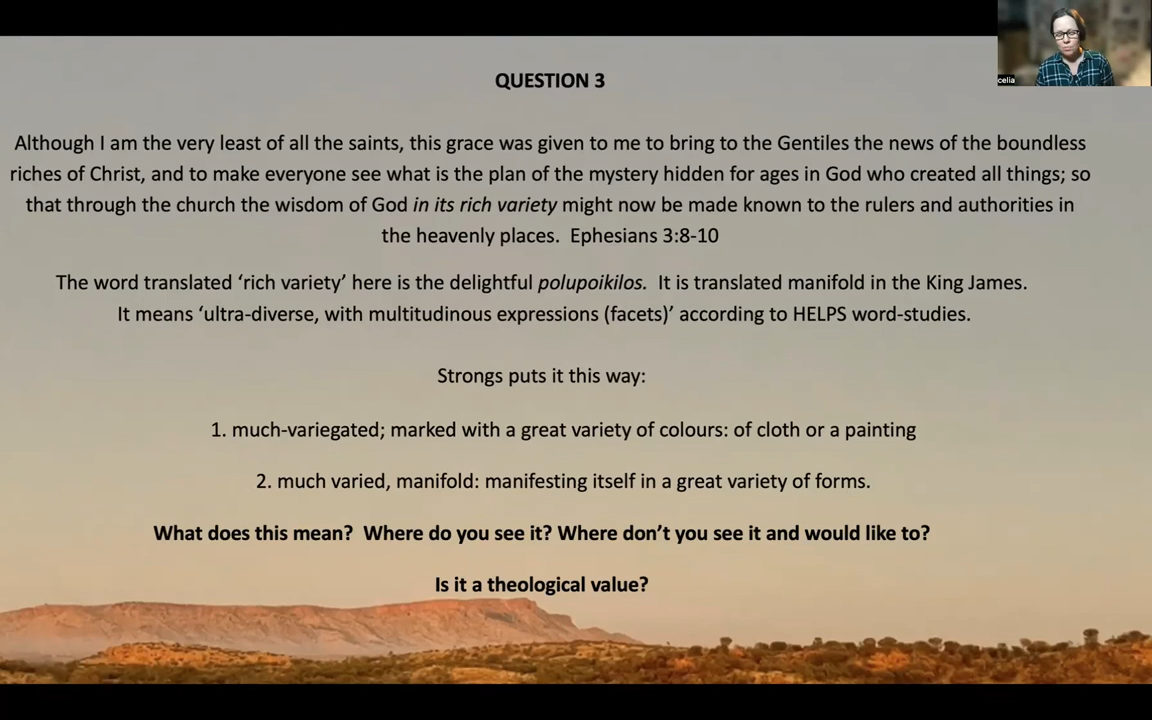 QUESTION 3
Although I am the very least of all the saints, this grace was given to me to bring to the Gentiles the news of the boundless
riches of Christ, and to make everyone see what is the plan of the mystery hidden for ages in God who created all things; so
that through the church the wisdom of God in its rich variety might now be made known to the rulers and authorities in
the heavenly places.  Ephesians 3:8-10
The word translated ‘rich variety’ here is the delightful polupoikilos.  It is translated manifold in the King James.
It means ‘ultra-diverse, with multitudinous expressions (facets)’ according to HELPS word-studies.
Strongs puts it this way:
1. much-variegated; marked with a great variety of colours: of cloth or a painting
2. much varied, manifold: manifesting itself in a great variety of forms.
What does this mean?  Where do you see it? Where don’t you see it and would like to?
Is it a theological value?
celia